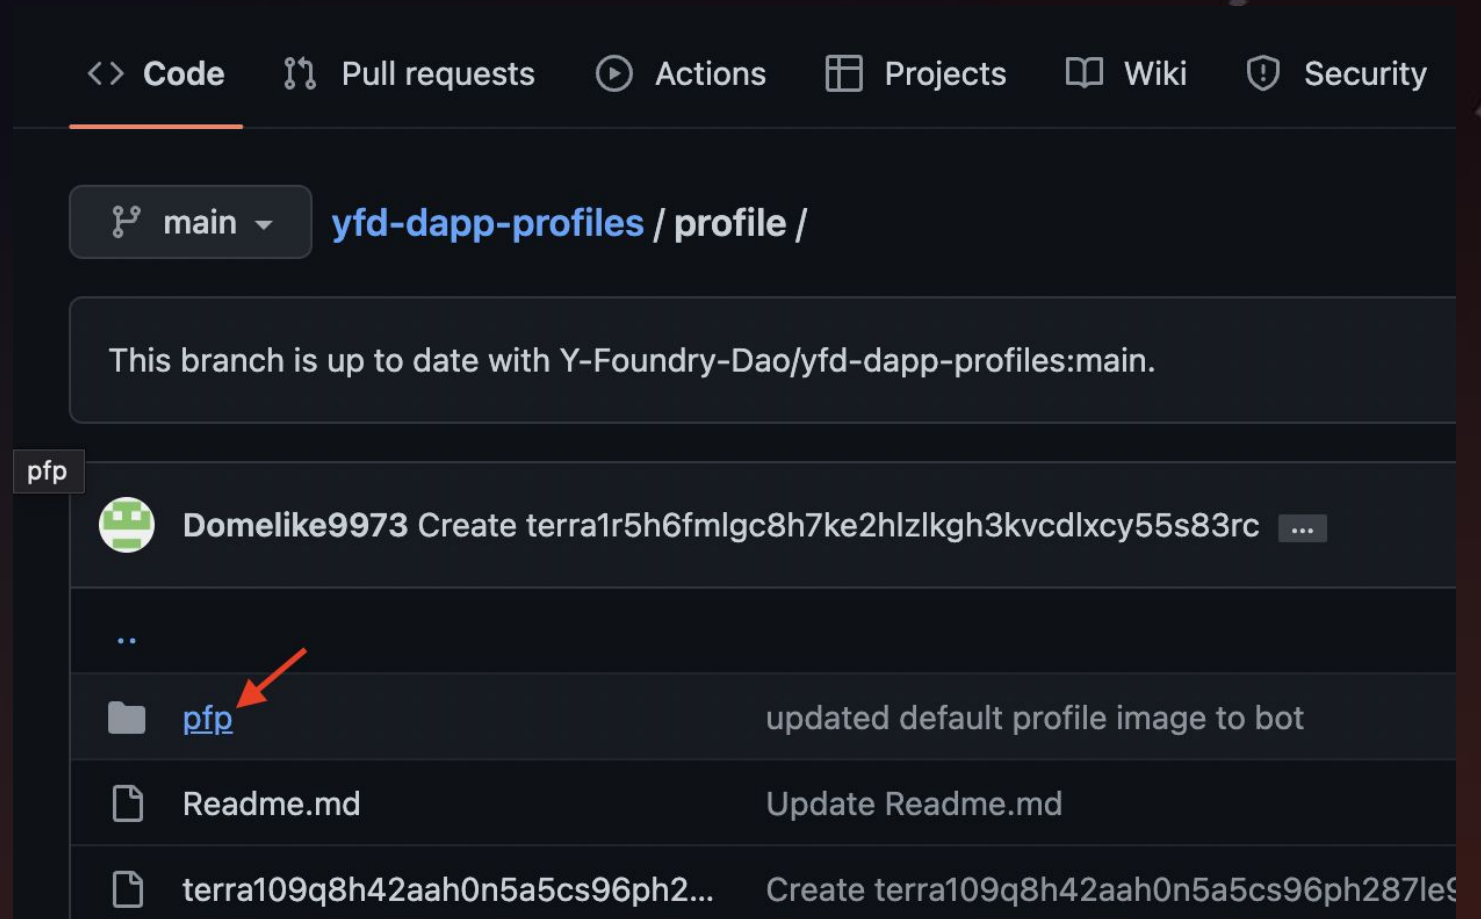 Code Pull requests Actions Projects Wiki Security
main yfd-dapp-profiles / profile /
This branch is up to date with Y-Foundry-Dao/yfd-dapp-profiles:main.
pfp
Domelike9973 Create terra1r5h6fmlgc8h7ke2hlzlkgh3kvcdlxcy55s83rc ...
..
pfp updated default profile image to bot
Readme.md Update Readme.md
terra109q8h42aah0n5a5cs96ph2... Create terra109q8h42aah0n5a5cs96ph287le9